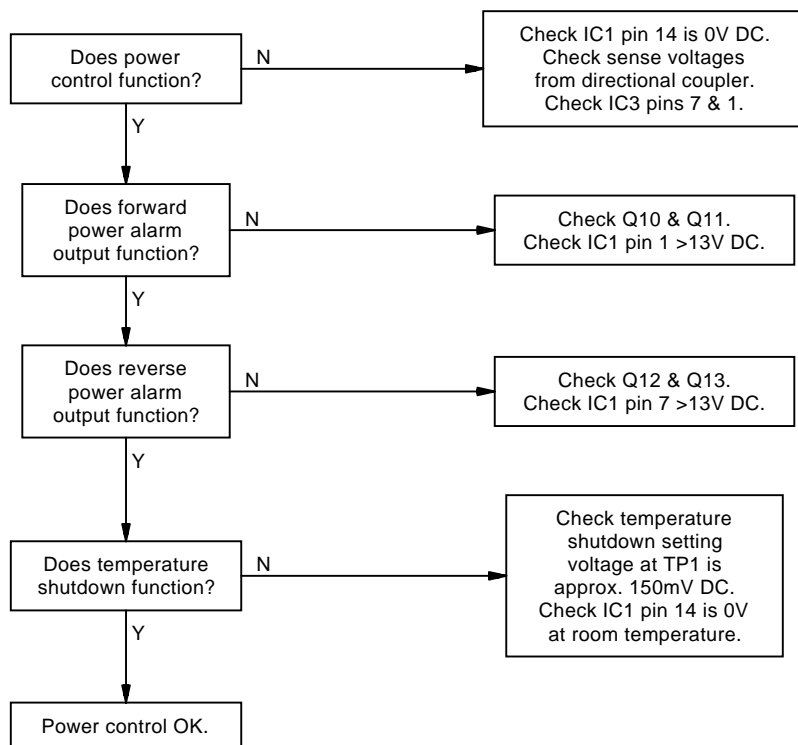 Does power
control function?
N
Check IC1 pin 14 is 0V DC.
Check sense voltages
from directional coupler.
Check IC3 pins 7 & 1.
Y
Does forward
power alarm
output function?
N
Check Q10 & Q11.
Check IC1 pin 1 >13V DC.
Y
Does reverse
power alarm
output function?
N
Check Q12 & Q13.
Check IC1 pin 7 >13V DC.
Y
Does temperature
shutdown function?
N
Check temperature
shutdown setting
voltage at TP1 is
approx. 150mV DC.
Check IC1 pin 14 is 0V
at room temperature.
Y
Power control OK.